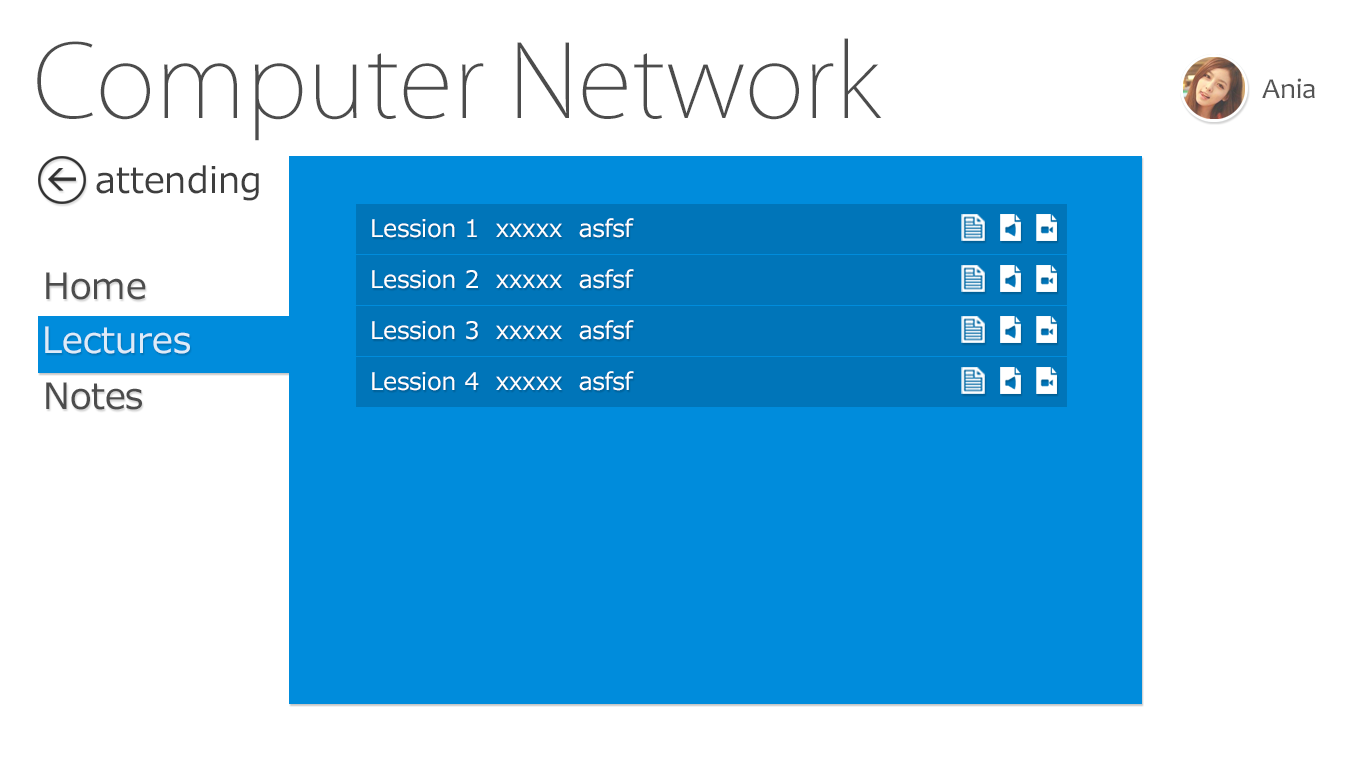 Computer Network
Ania
attending
Home
Lectures
Notes
Lession 1 xxxxx asfsf
Lession 2 xxxxx asfsf
Lession 3 xxxxx asfsf
Lession 4 xxxxx asfsf